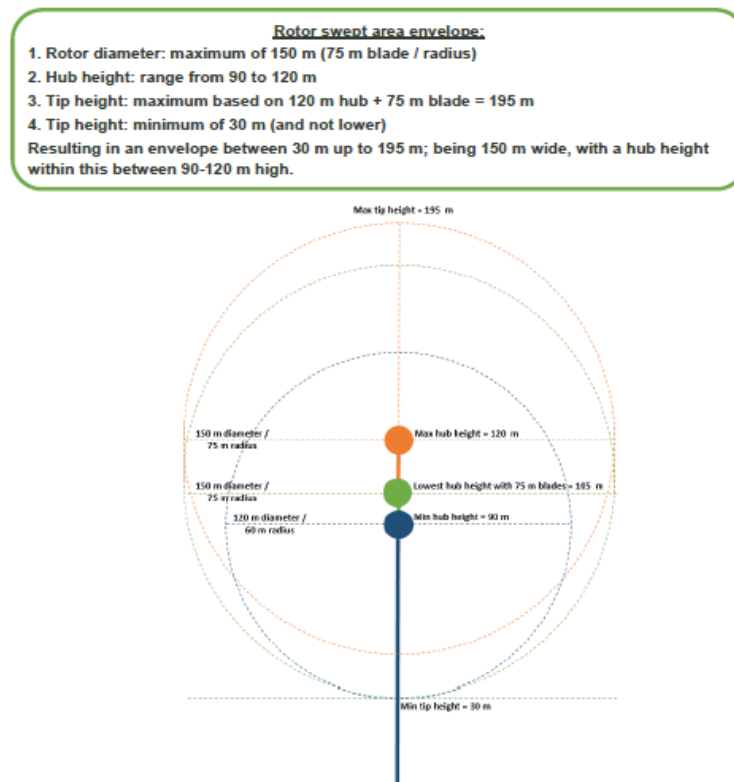 Rotor swept area envelope:
1. Rotor diameter: maximum of 150 m (75 m blade / radius)
2. Hub height: range from 90 to 120 m
3. Tip height: maximum based on 120 m hub + 75 m blade = 195 m
4. Tip height: minimum of 30 m (and not lower)
Resulting in an envelope between 30 m up to 195 m; being 150 m wide, with a hub height
within this between 90-120 m high.
Max tip height = 195 m
150 m diameter /
75 m radius
Max hub height = 120 m
150 m diameter /
75 m radius
Lowest hub height with 75 m blades = 105 m
120 m diameter /
60 m radius
Min hub height = 90 m
Min tip height = 30 m